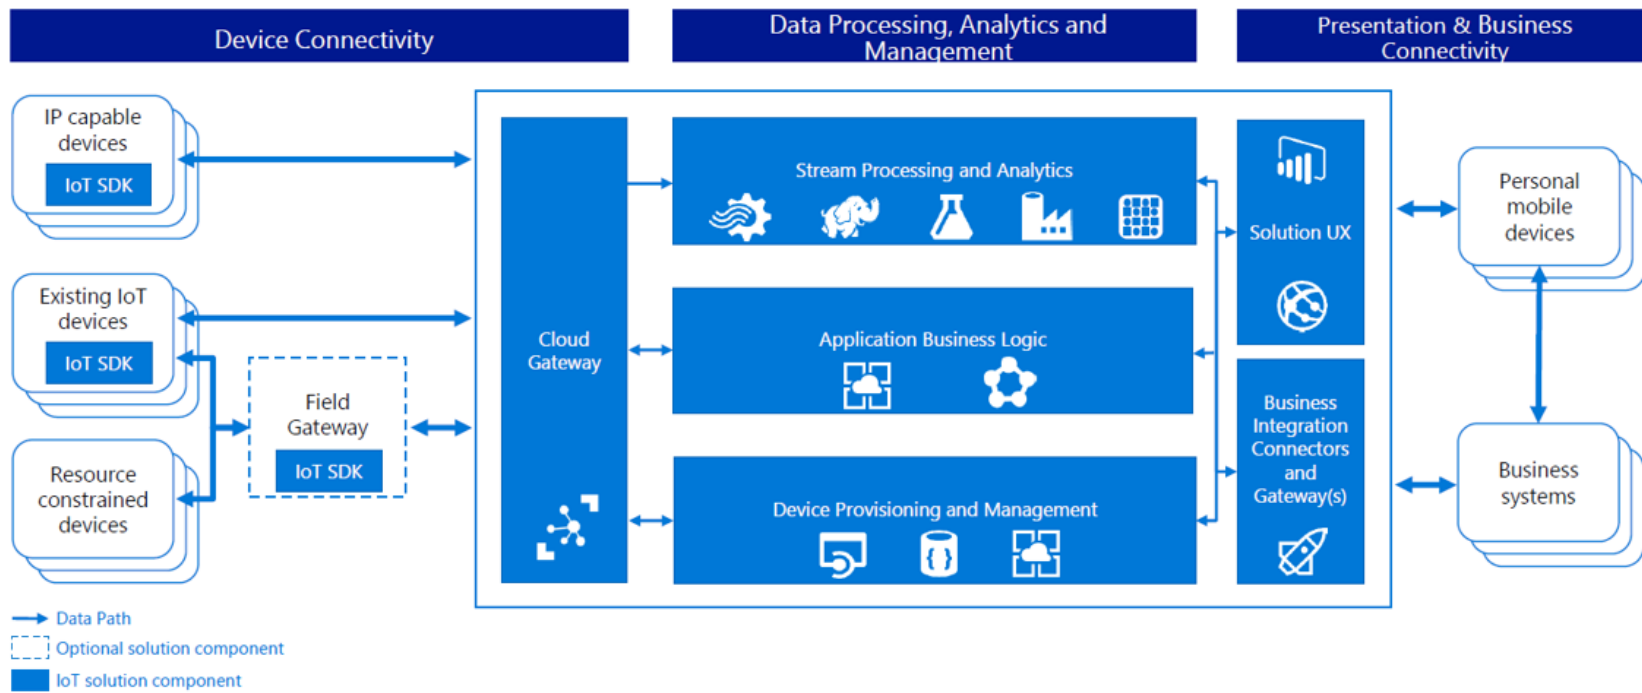 Device Connectivity
Data Processing, Analytics and
Management
Presentation & Business
Connectivity
IP capable
devices
IoT SDK
Existing IoT
devices
IoT SDK
Resource
constrained
devices
Field
Gateway
IoT SDK
Cloud
Gateway
Stream Processing and Analytics
Application Business Logic
Device Provisioning and Management
{ }
Solution UX
Business
Integration
Connectors
and
Gateway(s)
Personal
mobile
devices
Business
systems
Data Path
Optional solution component
IoT solution component